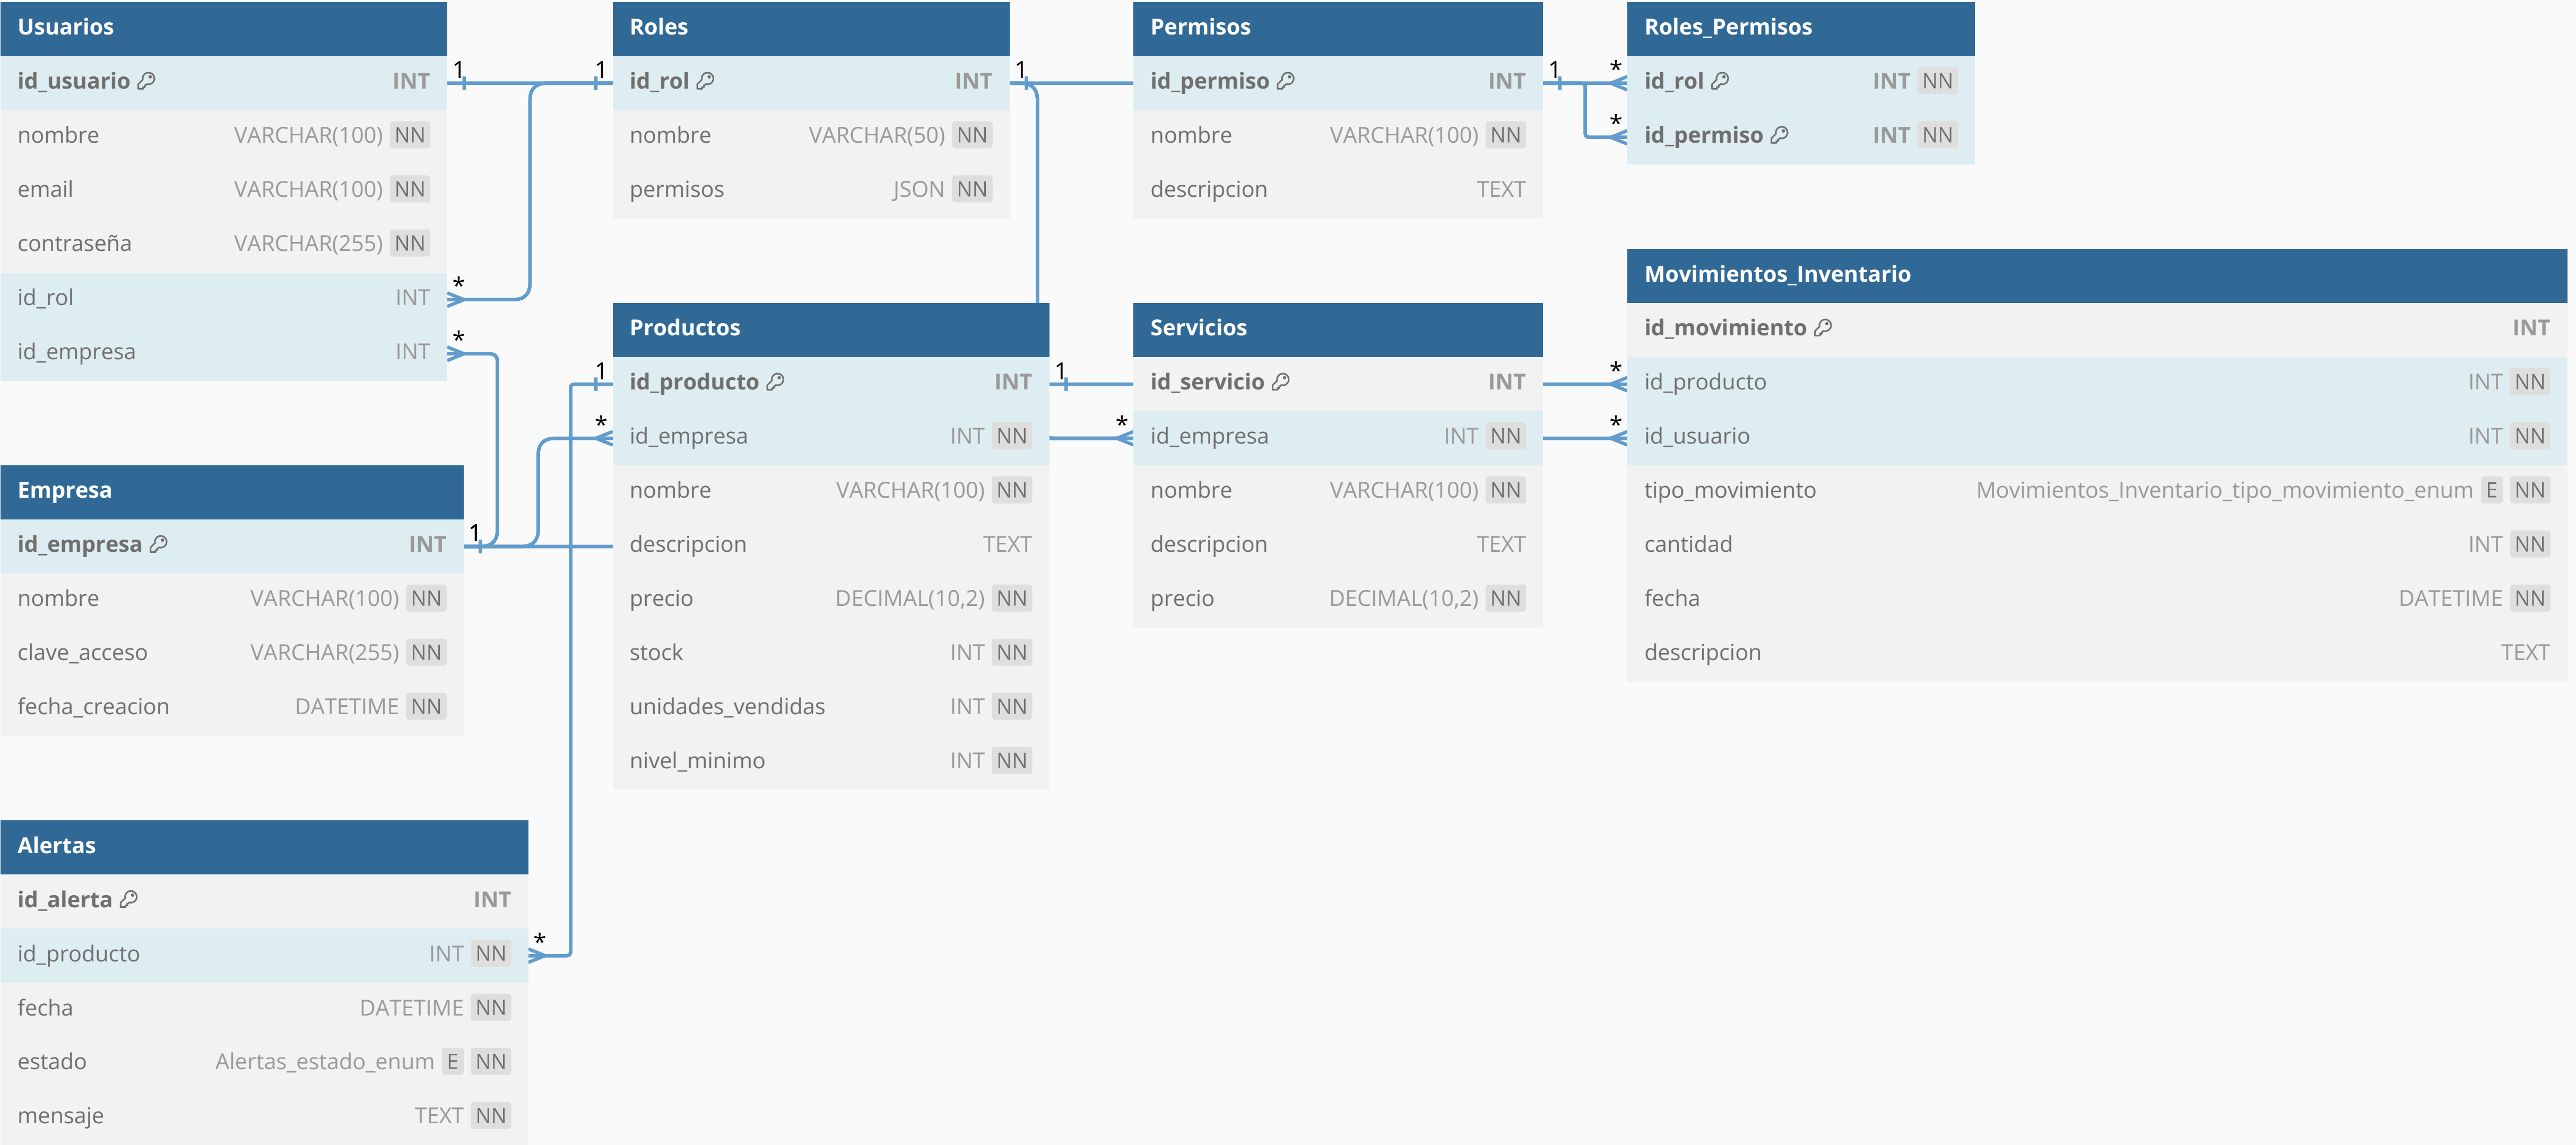 Usuarios
id_usuario INT
nombre VARCHAR(100) NN
email VARCHAR(100) NN
contraseña VARCHAR(255) NN
id_rol INT
id_empresa INT
1
*
*
Roles
1 id_rol INT 1
nombre VARCHAR(50) NN
permisos JSON NN
Permisos
id_permiso INT 1
nombre VARCHAR(100) NN
descripcion TEXT
Roles_Permisos
* id_rol INT NN
* id_permiso INT NN
Productos
1 id_producto INT 1
* id_empresa INT NN
nombre VARCHAR(100) NN
descripcion TEXT
precio DECIMAL(10,2) NN
stock INT NN
unidades_vendidas INT NN
nivel_minimo INT NN
Servicios
id_servicio INT
* id_empresa INT NN
nombre VARCHAR(100) NN
descripcion TEXT
precio DECIMAL(10,2) NN
Movimientos_Inventario
id_movimiento INT
* id_producto INT NN
* id_usuario INT NN
tipo_movimiento Movimientos_Inventario_tipo_movimiento_enum E NN
cantidad INT NN
fecha DATETIME NN
descripcion TEXT
Empresa
id_empresa INT 1
nombre VARCHAR(100) NN
clave_acceso VARCHAR(255) NN
fecha_creacion DATETIME NN
Alertas
id_alerta INT
id_producto INT NN *
fecha DATETIME NN
estado Alertas_estado_enum E NN
mensaje TEXT NN